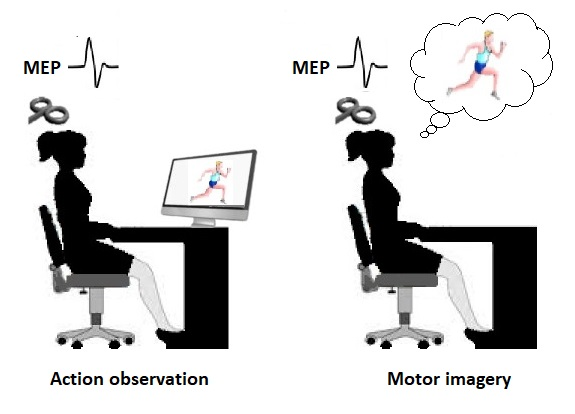 MEP
MEP
Action observation
Motor imagery